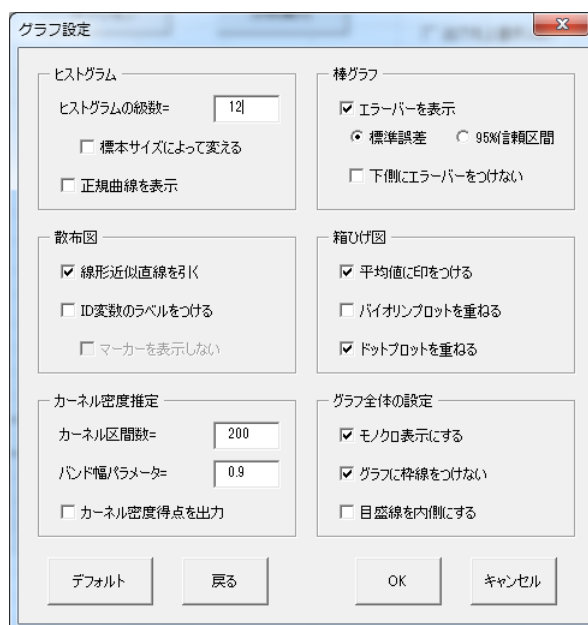 グラフ設定
ヒストグラム
ヒストグラムの級数= 12
標本サイズによって変える
正規曲線を表示
棒グラフ
エラーバーを表示
標準誤差 95%信頼区間
下側にエラーバーをつけない
散布図
線形近似直線を引く
ID変数のラベルをつける
マーカーを表示しない
箱ひげ図
平均値に印をつける
バイオリンプロットを重ねる
ドットプロットを重ねる
カーネル密度推定
カーネル区間数= 200
バンド幅パラメータ= 0.9
カーネル密度得点を出力
グラフ全体の設定
モノクロ表示にする
グラフに枠線をつけない
目盛線を内側にする
デフォルト 戻る OK キャンセル